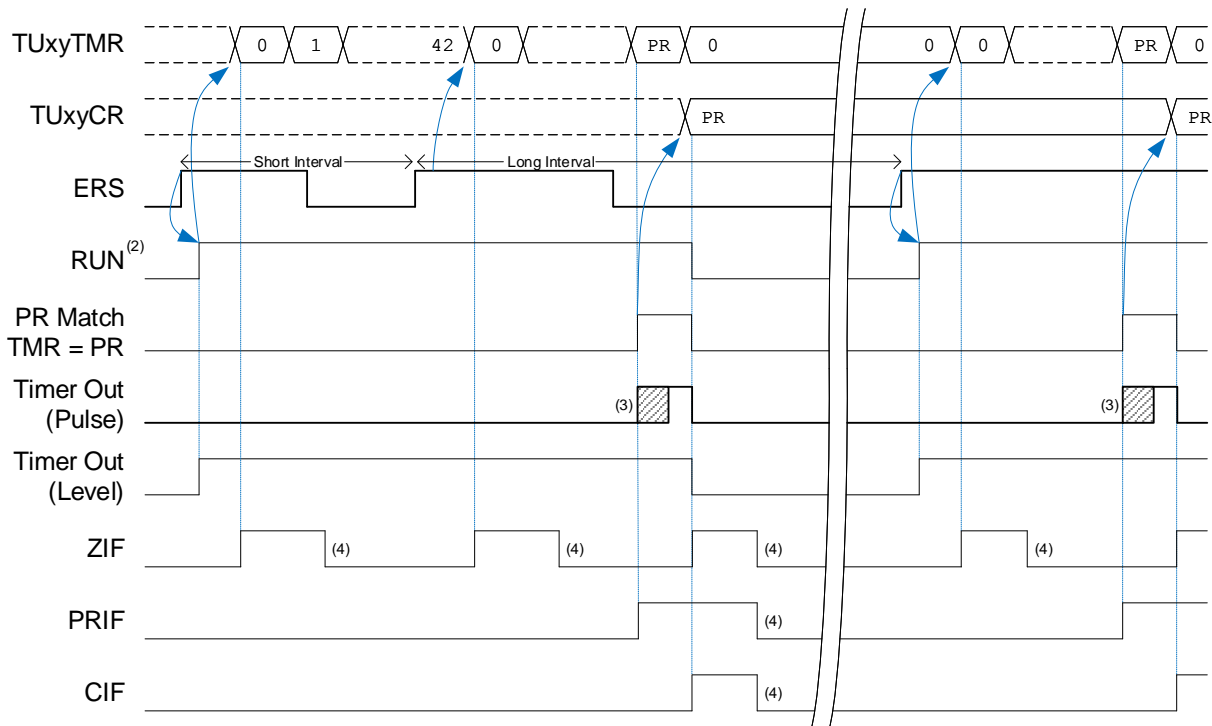 TUxyTMR 0 1 42 0 PR 0 0 0 PR 0
TUxyCR PR PR
Short Interval Long Interval
ERS
RUN(2)
PR Match
TMR = PR
Timer Out
(Pulse) (3) (3)
Timer Out
(Level)
ZIF (4) (4) (4) (4)
PRIF (4)
CIF (4)